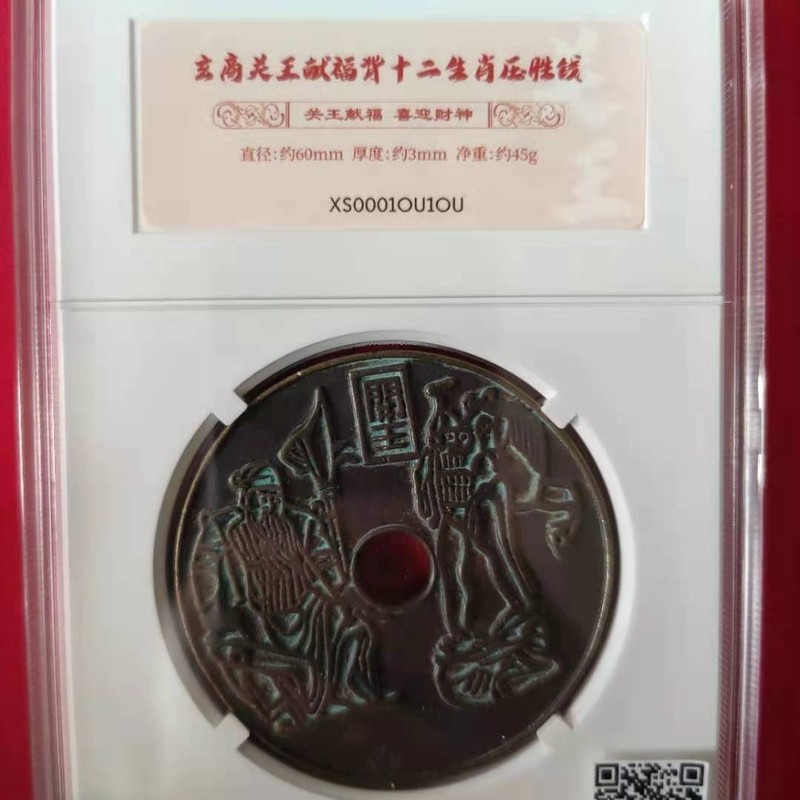 玄商关王献福背十二生肖压胜钱
关王献福 喜迎财神
直径:约60mm 厚度:约3mm 净重:约45g
XS00010U10U
關王